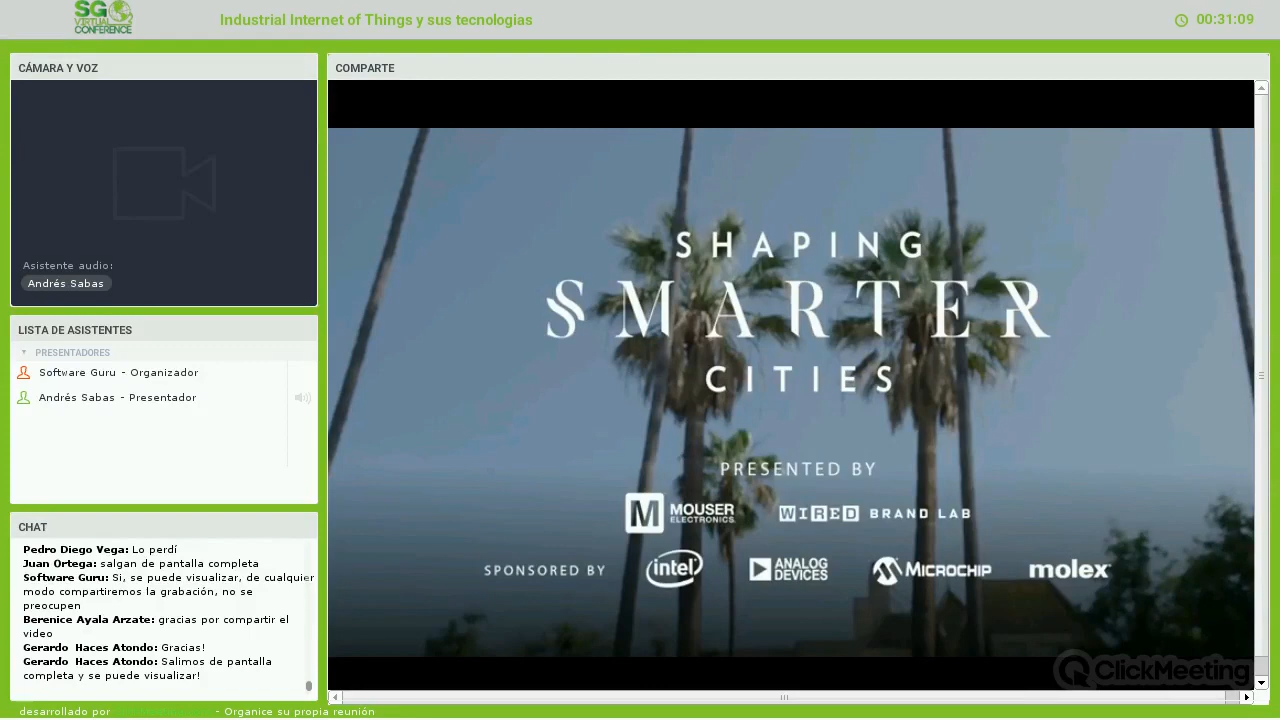 SG VIRTUAL CONFERENCE
Industrial Internet of Things y sus tecnologias
00:31:09
CÁMARA Y VOZ
Asistente audio:
Andrés Sabas
LISTA DE ASISTENTES
PRESENTADORES
Software Guru - Organizador
Andrés Sabas - Presentador
CHAT
Pedro Diego Vega: Lo perdí
Juan Ortega: salgan de pantalla completa
Software Guru: Si, se puede visualizar, de cualquier
modo compartiremos la grabación, no se
preocupen
Berenice Ayala Arzate: gracias por compartir el
video
Gerardo Haces Atondo: Gracias!
Gerardo Haces Atondo: Salimos de pantalla
completa y se puede visualizar!
desarrollado por
- Organice su propia reunión
COMPARTE
SHAPING
SMARTER
CITIES
PRESENTED BY
M MOUSER ELECTRONICS
WIRED BRAND LAB
SPONSORED BY
intel
ANALOG DEVICES
MICROCHIP
molex
ClickMeeting